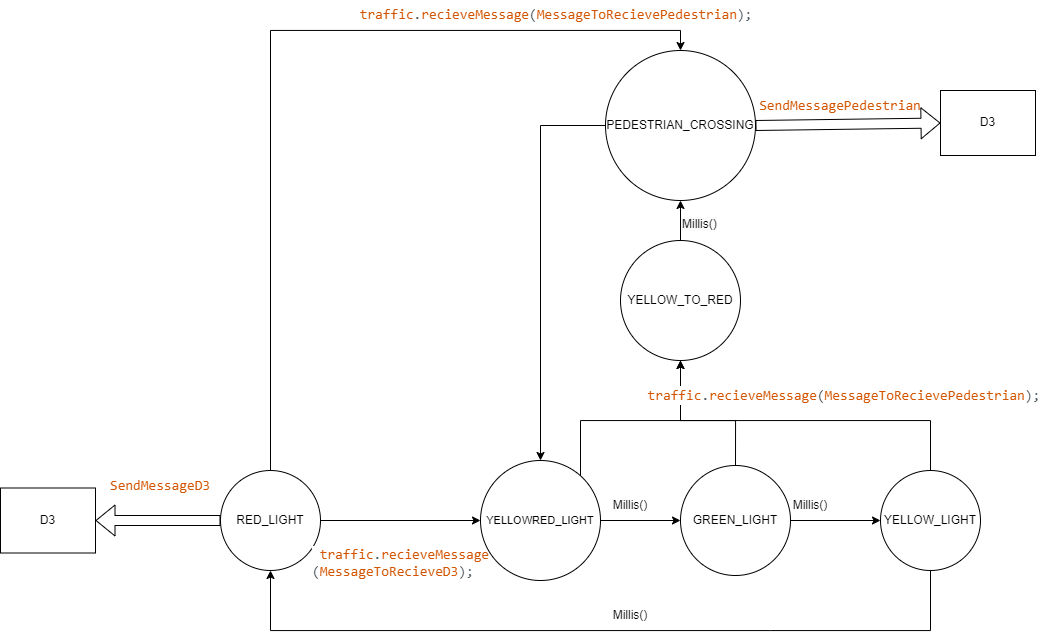 traffic.recieveMessage(MessageToRecievePedestrian);
SendMessagePedestrian
PEDESTRIAN_CROSSING
D3
Millis()
YELLOW_TO_RED
traffic.recieveMessage(MessageToRecievePedestrian);
SendMessageD3
D3
RED_LIGHT
YELLOWRED_LIGHT
Millis()
GREEN_LIGHT
Millis()
YELLOW_LIGHT
traffic.recieveMessage
(MessageToRecieveD3);
Millis()